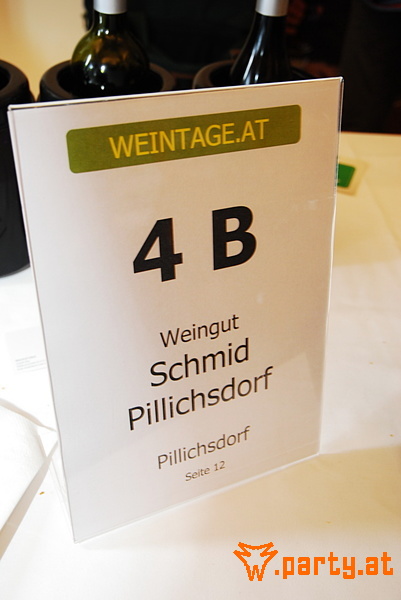 WEINTAGE.AT
4 B
Weingut
Schmid
Pillichsdorf
Pillichsdorf
Seite 12
w.party.at